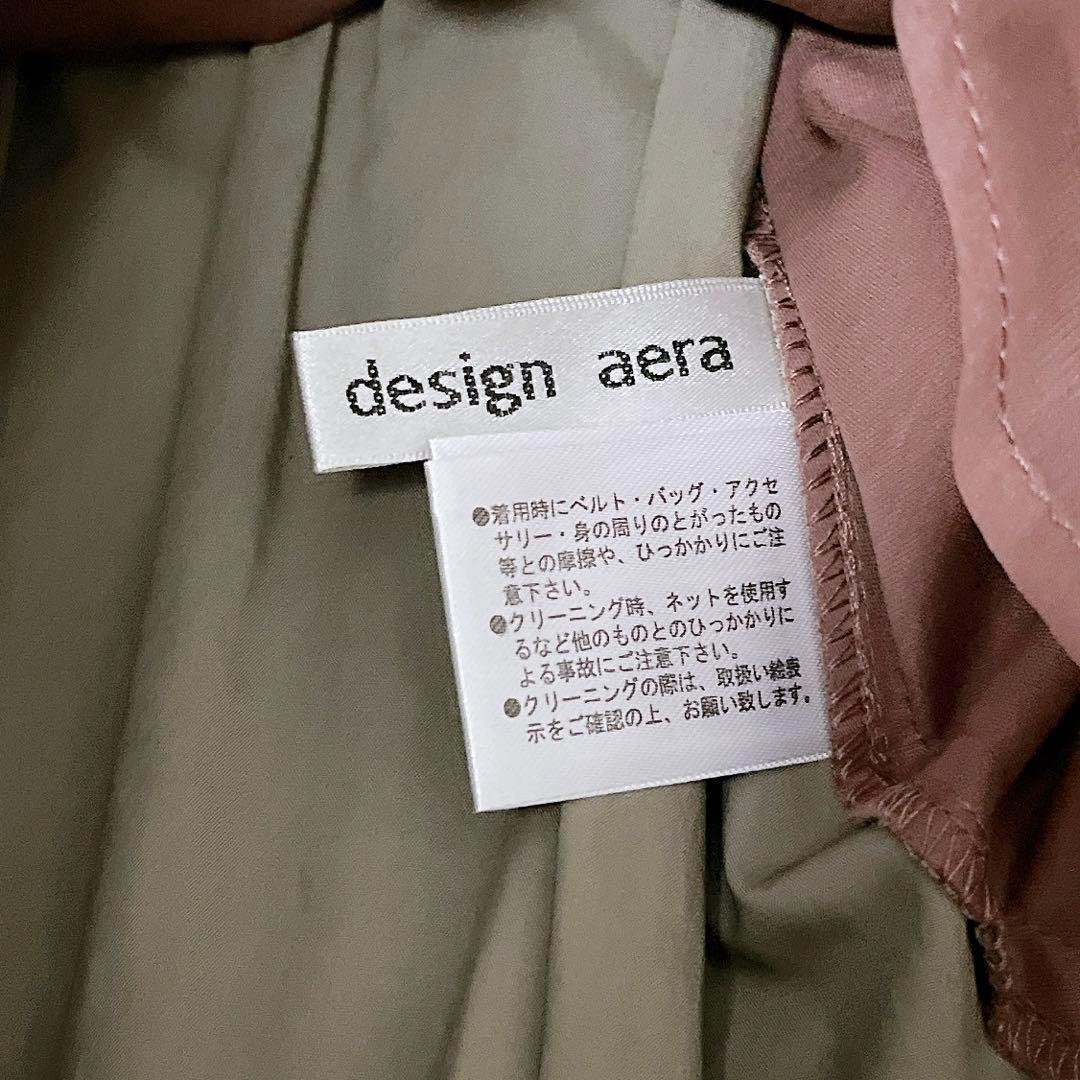 design aera
●着用時にベルト・バッグ・アクセ
サリー・身の周りのとがったもの
等との摩擦や、ひっかかりにご注
意下さい。
●クリーニング時、ネットを使用す
るなど他のものとのひっかかりに
よる事故にご注意下さい。
●クリーニングの際は、取扱い絵表
示をご確認の上、お願い致します。